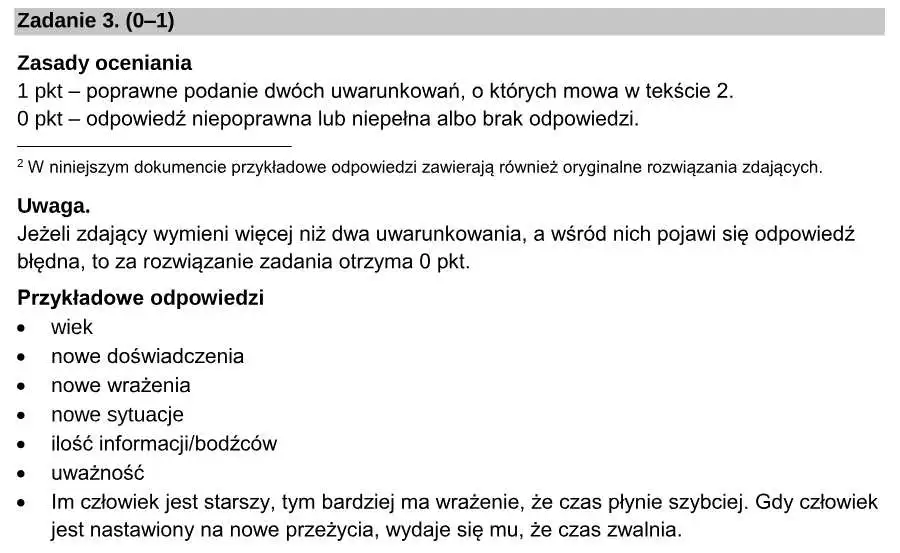 Zadanie 3. (0–1)
Zasady oceniania
1 pkt – poprawne podanie dwóch uwarunkowań, o których mowa w tekście 2.
0 pkt – odpowiedź niepoprawna lub niepełna albo brak odpowiedzi.
² W niniejszym dokumencie przykładowe odpowiedzi zawierają również oryginalne rozwiązania zdających.
Uwaga.
Jeżeli zdający wymieni więcej niż dwa uwarunkowania, a wśród nich pojawi się odpowiedź
błędna, to za rozwiązanie zadania otrzyma 0 pkt.
Przykładowe odpowiedzi
• wiek
• nowe doświadczenia
• nowe wrażenia
• nowe sytuacje
• ilość informacji/bodźców
• uważność
• Im człowiek jest starszy, tym bardziej ma wrażenie, że czas płynie szybciej. Gdy człowiek
jest nastawiony na nowe przeżycia, wydaje się mu, że czas zwalnia.